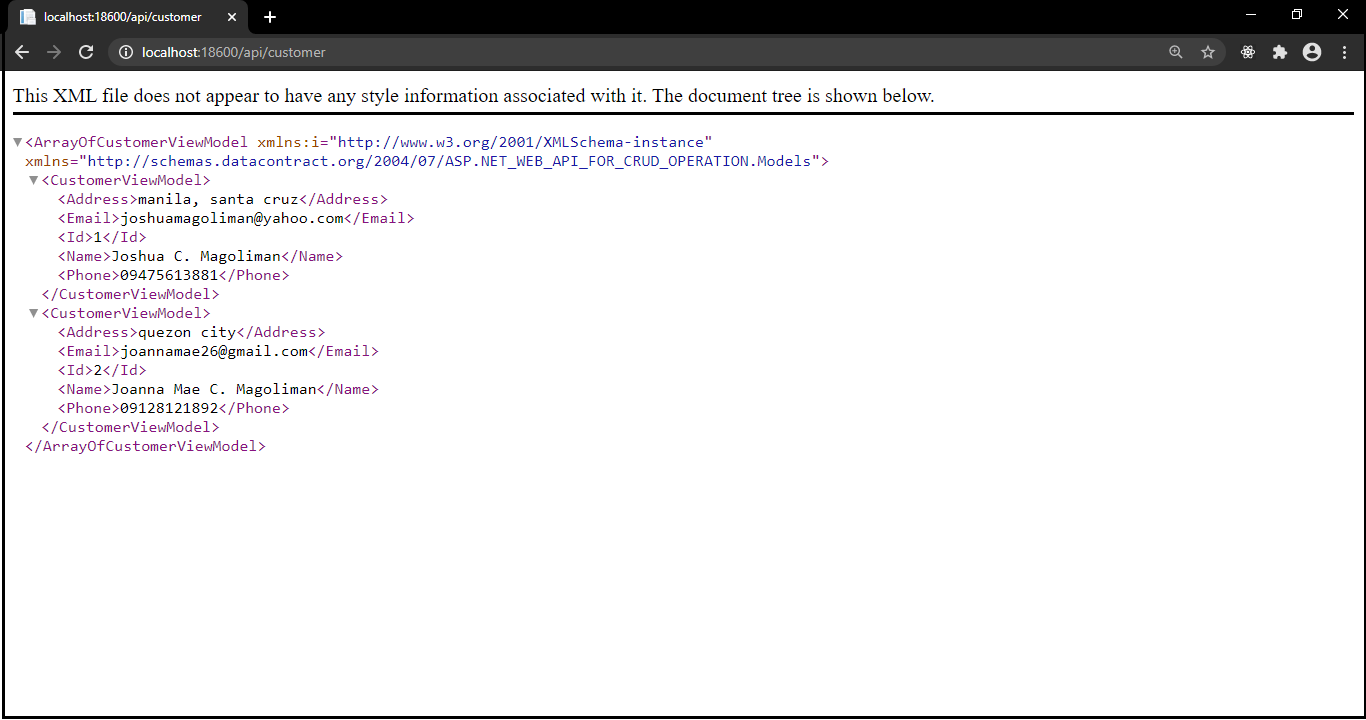 localhost:18600/api/customer
localhost:18600/api/customer
This XML file does not appear to have any style information associated with it. The document tree is shown below.
<ArrayOfCustomerViewModel xmlns:i="http://www.w3.org/2001/XMLSchema-instance"
xmlns="http://schemas.datacontract.org/2004/07/ASP.NET_WEB_API_FOR_CRUD_OPERATION.Models">
<CustomerViewModel>
<Address>manila, santa cruz</Address>
<Email>joshuamagoliman@yahoo.com</Email>
<Id>1</Id>
<Name>Joshua C. Magoliman</Name>
<Phone>09475613881</Phone>
</CustomerViewModel>
<CustomerViewModel>
<Address>quezon city</Address>
<Email>joannamae26@gmail.com</Email>
<Id>2</Id>
<Name>Joanna Mae C. Magoliman</Name>
<Phone>09128121892</Phone>
</CustomerViewModel>
</ArrayOfCustomerViewModel>